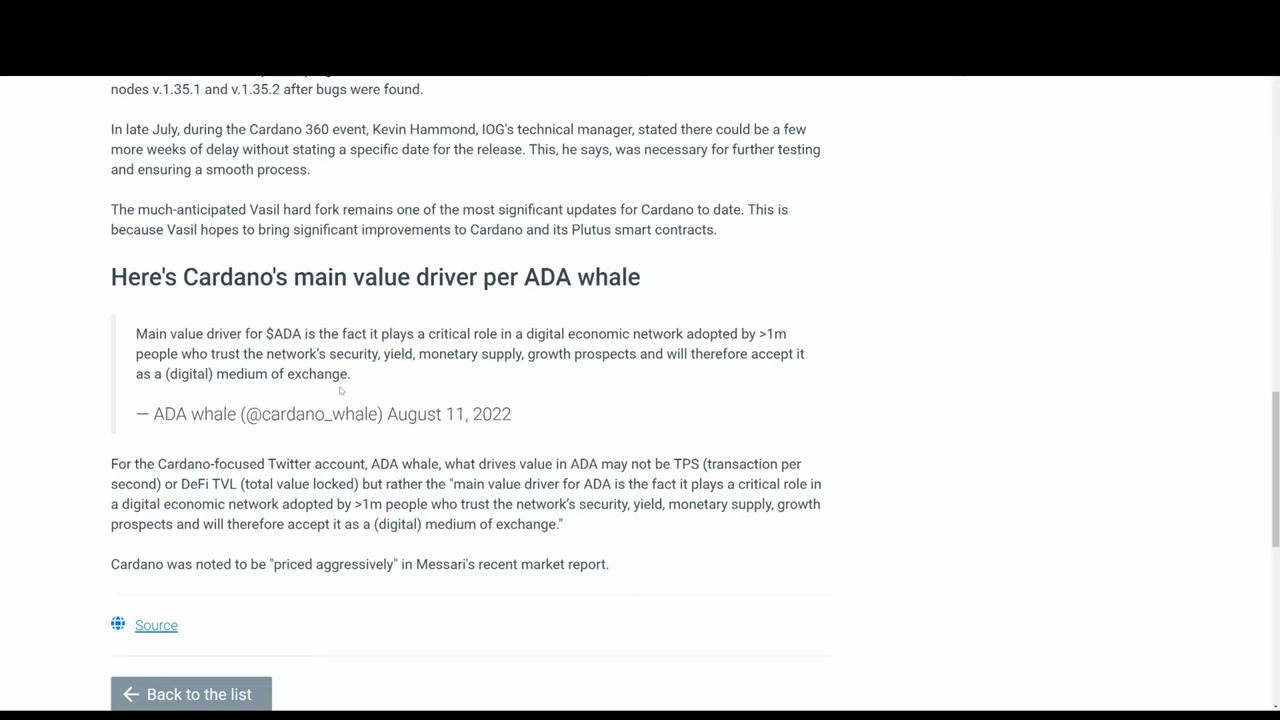 nodes v.1.35.1 and v.1.35.2 after bugs were found.
In late July, during the Cardano 360 event, Kevin Hammond, IOG's technical manager, stated there could be a few
more weeks of delay without stating a specific date for the release. This, he says, was necessary for further testing
and ensuring a smooth process.
The much-anticipated Vasil hard fork remains one of the most significant updates for Cardano to date. This is
because Vasil hopes to bring significant improvements to Cardano and its Plutus smart contracts.
Here's Cardano's main value driver per ADA whale
Main value driver for $ADA is the fact it plays a critical role in a digital economic network adopted by >1m
people who trust the network’s security, yield, monetary supply, growth prospects and will therefore accept it
as a (digital) medium of exchange.
— ADA whale (@cardano_whale) August 11, 2022
For the Cardano-focused Twitter account, ADA whale, what drives value in ADA may not be TPS (transaction per
second) or DeFi TVL (total value locked) but rather the "main value driver for ADA is the fact it plays a critical role in
a digital economic network adopted by >1m people who trust the network’s security, yield, monetary supply, growth
prospects and will therefore accept it as a (digital) medium of exchange."
Cardano was noted to be "priced aggressively" in Messari's recent market report.
Source
Back to the list